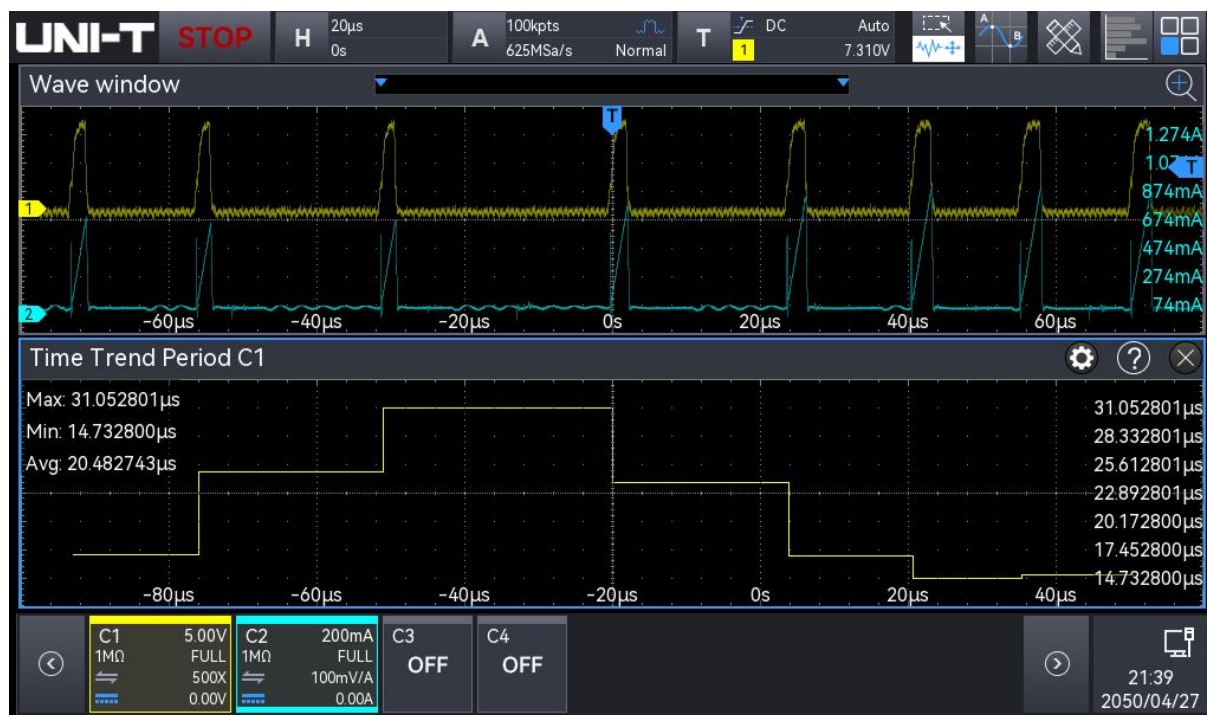 UNI-T STOP H 20μs 0s A 100kpts 625MSa/s Normal T DC 1 Auto 7.310V A B
Wave window
T
1.274A
T
874mA
1
674mA
474mA
274mA
2 74mA
-60μs -40μs -20μs 0s 20μs 40μs 60μs
Time Trend Period C1 ?
Max: 31.052801μs 31.052801μs
Min: 14.732800μs 28.332801μs
Avg: 20.482743μs 25.612801μs
22.892801μs
20.172800μs
17.452800μs
14.732800μs
-80μs -60μs -40μs -20μs 0s 20μs 40μs
C1 5.00V C2 200mA C3 C4
1MΩ FULL 1MΩ FULL OFF OFF
500X 100mV/A
0.00V 0.00A
21:39
2050/04/27